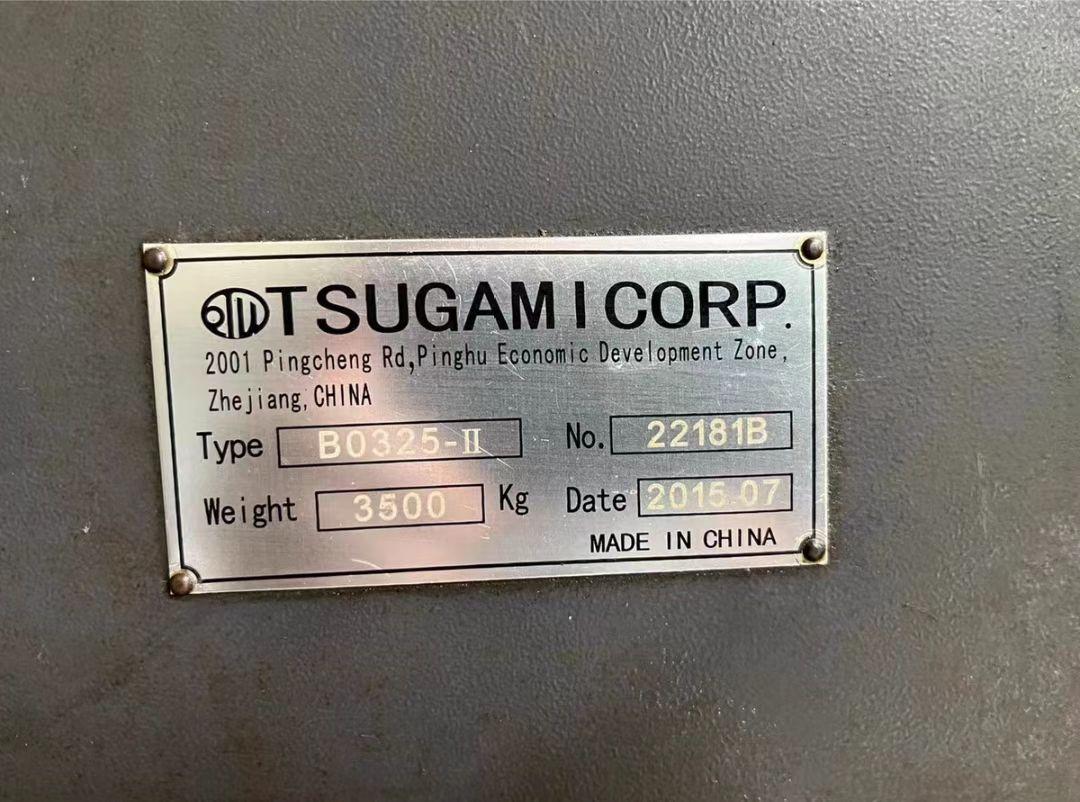 TSUGAMI CORP.
2001 Pingcheng Rd,Pinghu Economic Development Zone,
Zhejiang,CHINA
Type B0325-Ⅱ No. 22181B
Weight 3500 Kg Date 2015.07
MADE IN CHINA